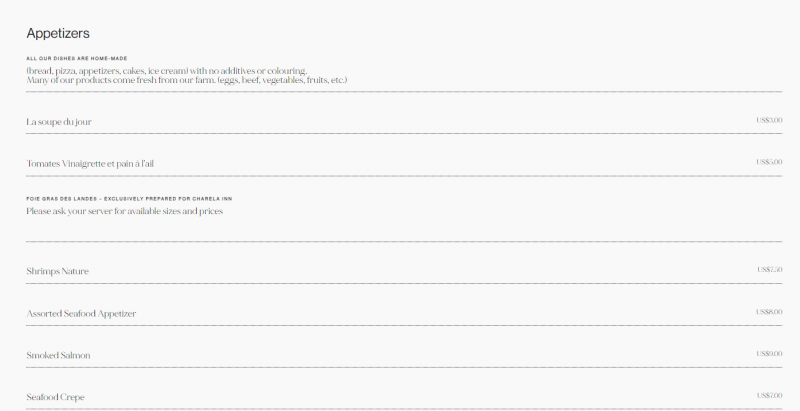 Appetizers
ALL OUR DISHES ARE HOME-MADE
(bread, pizza, appetizers, cakes, ice cream) with no additives or colouring.
Many of our products come fresh from our farm. (eggs, beef, vegetables, fruits, etc.)
La soupe du jour US$3.00
Tomates Vinaigrette et pain à l'ail US$5.00
FOIE GRAS DES LANDES – EXCLUSIVELY PREPARED FOR CHARELA INN
Please ask your server for available sizes and prices
Shrimps Nature US$7.50
Assorted Seafood Appetizer US$8.00
Smoked Salmon US$9.00
Seafood Crepe US$7.00